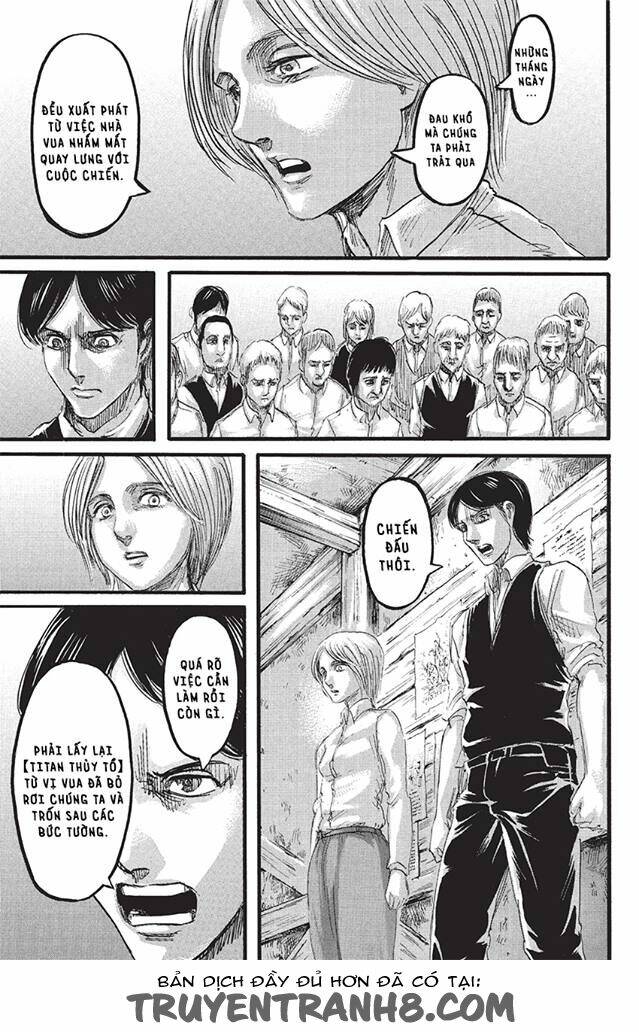 NHỮNG
THÁNG
NGÀY
...
ĐAU KHỔ
MÀ CHÚNG
TA PHẢI
TRẢI QUA
ĐỀU XUẤT PHÁT
TỪ VIỆC NHÀ
VUA NHẮM MẮT
QUAY LƯNG VỚI
CUỘC CHIẾN.
CHIẾN
ĐẤU
THÔI.
QUÁ RÕ
VIỆC CẦN
LÀM RỒI
CÒN GÌ.
PHẢI LẤY LẠI
[TITAN THỦY TỔ]
TỪ VỊ VUA ĐÃ BỎ
RƠI CHÚNG TA VÀ
TRỐN SAU CÁC
BỨC TƯỜNG.
BẢN DỊCH ĐẦY ĐỦ HƠN ĐÃ CÓ TẠI:
TRUYENTRANH8.COM